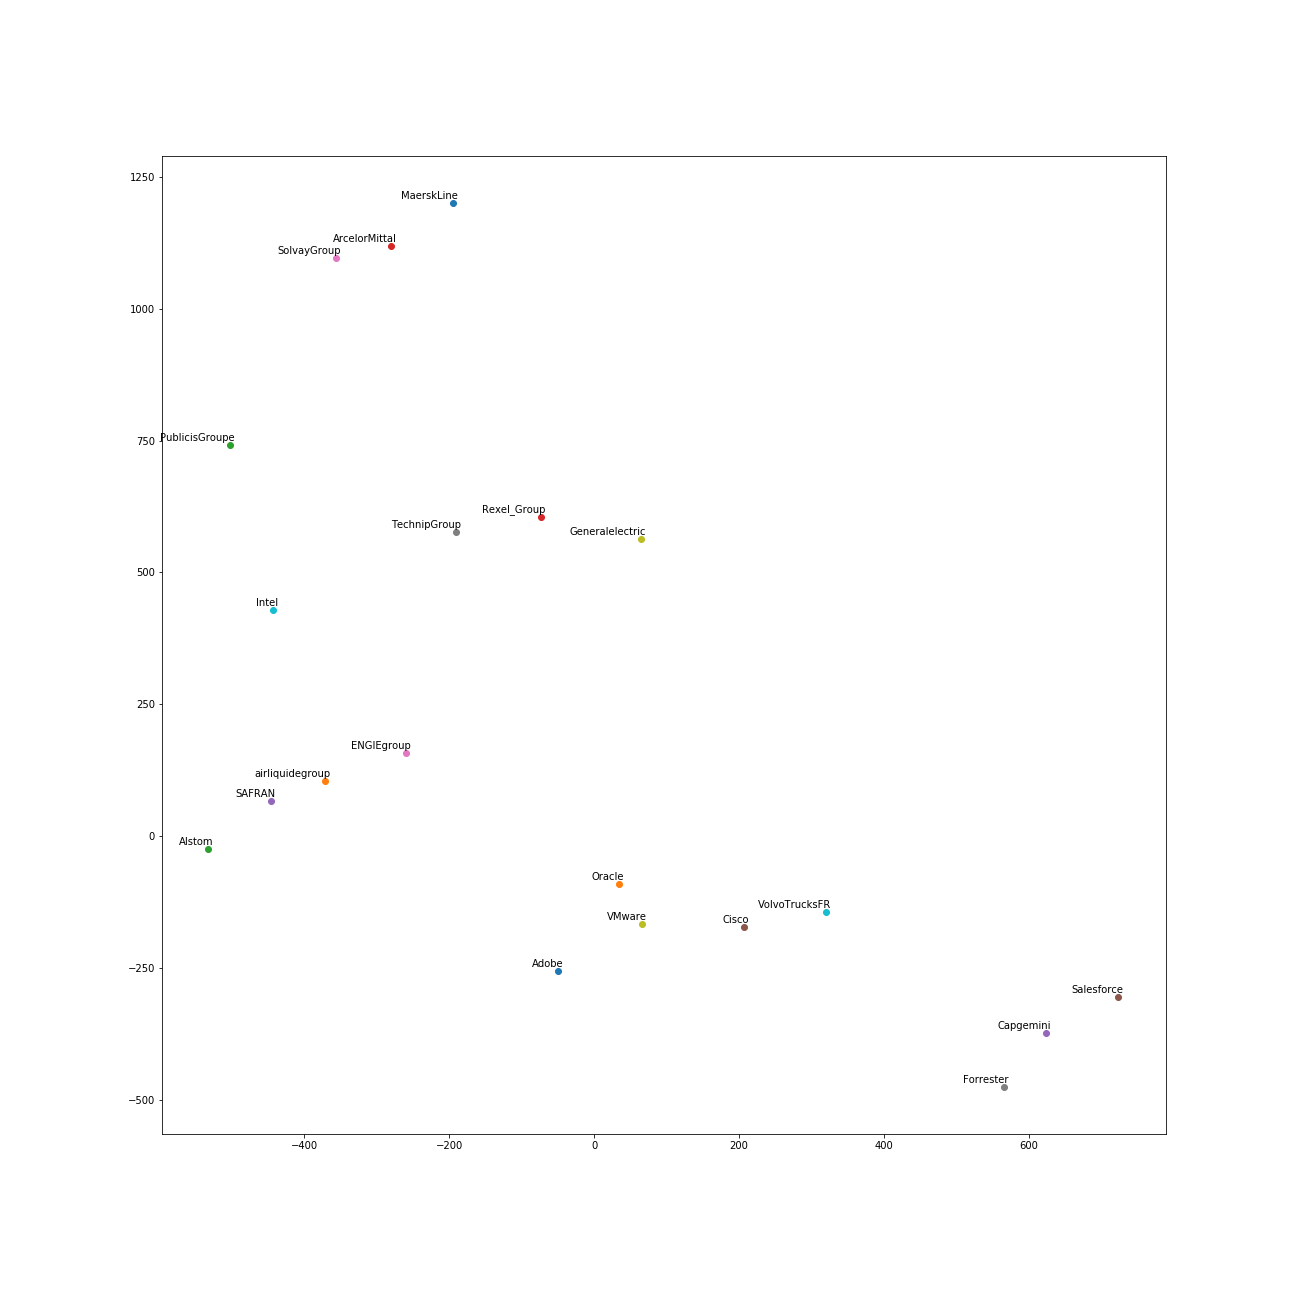 1250
MaerskLine
ArcelorMittal
SolvayGroup
1000
750
PublicisGroupe
Rexel_Group
TechnipGroup
Generalelectric
500
Intel
250
ENGIEgroup
airliquidegroup
SAFRAN
0
Alstom
Oracle
VolvoTrucksFR
VMware
Cisco
−250
Adobe
Salesforce
Capgemini
Forrester
−500
−400 −200 0 200 400 600